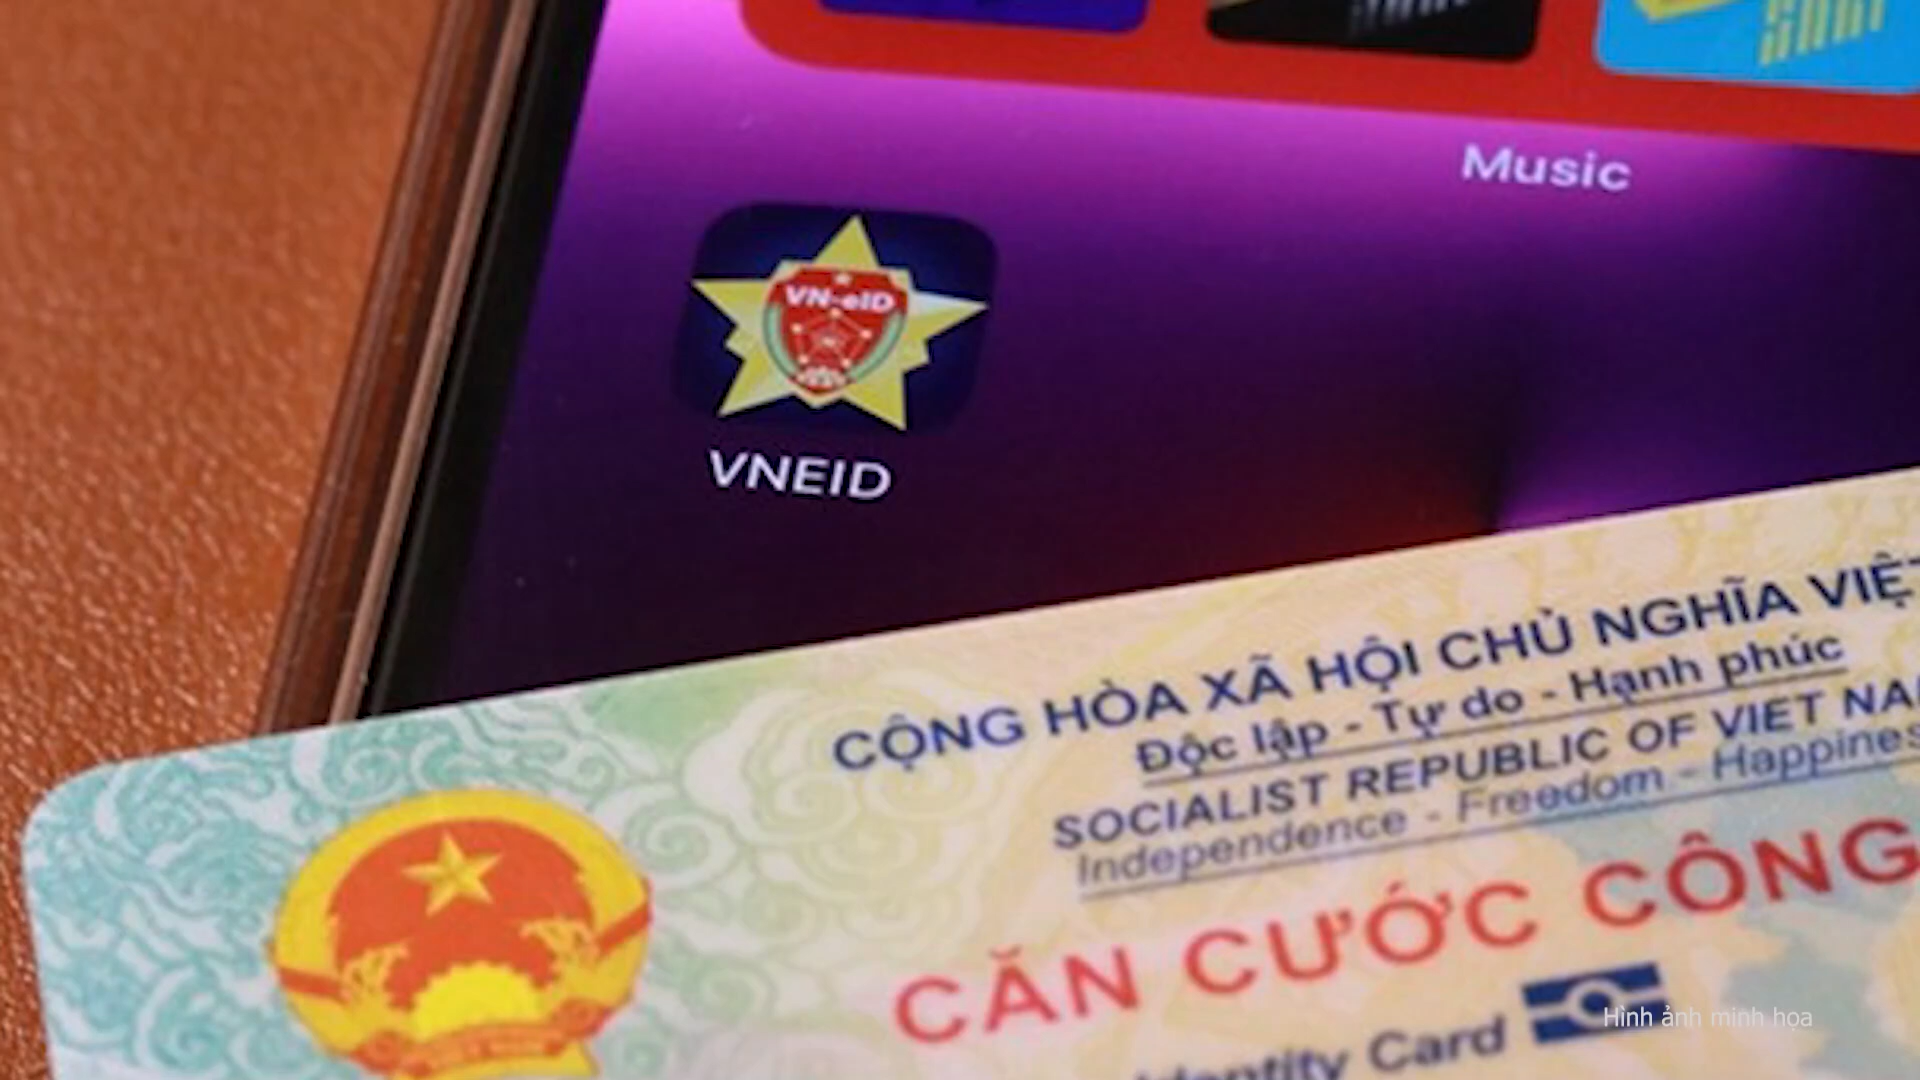 Music
VN-eID
VNEID
CỘNG HÒA XÃ HỘI CHỦ NGHĨA VIỆT
Độc lập - Tự do - Hạnh phúc
SOCIALIST REPUBLIC OF VIET NA
Independence - Freedom - Happines
CĂN CƯỚC CÔNG
Identity Card
Hình ảnh minh họa